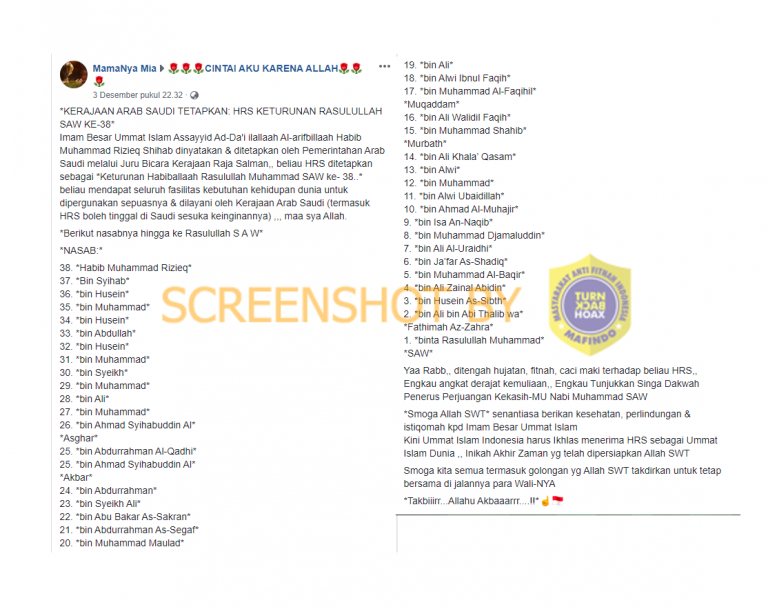 MamaNya Mia ▸ 🌹🌹🌹CINTAI AKU KARENA ALLAH🌹🌹
🌹
3 Desember pukul 22.32 ·
*KERAJAAN ARAB SAUDI TETAPKAN: HRS KETURUNAN RASULULLAH
SAW KE-38*
Imam Besar Ummat Islam Assayyid Ad-Da'i ilallaah Al-arifbillaah Habib
Muhammad Rizieq Shihab dinyatakan & ditetapkan oleh Pemerintahan Arab
Saudi melalui Juru Bicara Kerajaan Raja Salman,, beliau HRS ditetapkan
sebagai *Keturunan Habiballaah Rasulullah Muhammad SAW ke- 38..*
beliau mendapat seluruh fasilitas kebutuhan kehidupan dunia untuk
dipergunakan sepuasnya & dilayani oleh Kerajaan Arab Saudi (termasuk
HRS boleh tinggal di Saudi sesuka keinginannya) ,,, maa sya Allah.
*Berikut nasabnya hingga ke Rasulullah S A W*
*NASAB:*
38. *Habib Muhammad Rizieq*
37. *Bin Syihab*
36. *bin Husein*
35. *bin Muhammad*
34. *bin Husein*
33. *bin Abdullah*
32. *bin Husein*
31. *bin Muhammad*
30. *bin Syeikh*
29. *bin Muhammad*
28. *bin Ali*
27. *bin Muhammad*
26. *bin Ahmad Syihabuddin Al*
*Asghar*
25. *bin Abdurrahman Al-Qadhi*
25. *bin Ahmad Syihabuddin Al*
*Akbar*
24. *bin Abdurrahman*
23. *bin Syeikh Ali*
22. *bin Abu Bakar As-Sakran*
21. *bin Abdurrahman As-Segaf*
20. *bin Muhammad Maulad*
19. *bin Ali*
18. *bin Alwi Ibnul Faqih*
17. *bin Muhammad Al-Faqihil*
*Muqaddam*
16. *bin Ali Walidil Faqih*
15. *bin Muhammad Shahib*
*Murbath*
14. *bin Ali Khala' Qasam*
13. *bin Alwi*
12. *bin Muhammad*
11. *bin Alwi Ubaidillah*
10. *bin Ahmad Al-Muhajir*
9. *bin Isa An-Naqib*
8. *bin Muhammad Djamaluddin*
7. *bin Ali Al-Uraidhi*
6. *bin Ja'far As-Shadiq*
5. *bin Muhammad Al-Baqir*
4. *bin Ali Zainal Abidin*
3. *bin Husein As-Sibth*
2. *bin Ali bin Abi Thalib wa*
*Fathimah Az-Zahra*
1. *binta Rasulullah Muhammad*
*SAW*
Yaa Rabb,, ditengah hujatan, fitnah, caci maki terhadap beliau HRS,,
Engkau angkat derajat kemuliaan,, Engkau Tunjukkan Singa Dakwah
Penerus Perjuangan Kekasih-MU Nabi Muhammad SAW
*Smoga Allah SWT* senantiasa berikan kesehatan, perlindungan &
istiqomah kpd Imam Besar Ummat Islam
Kini Ummat Islam Indonesia harus Ikhlas menerima HRS sebagai Ummat
Islam Dunia ,, Inikah Akhir Zaman yg telah dipersiapkan Allah SWT
Smoga kita semua termasuk golongan yg Allah SWT takdirkan untuk tetap
bersama di jalannya para Wali-NYA
*Takbiiirr...Allahu Akbaaarrr....!!*☝🇮🇩
SCREENSHOT BY
MASYARAKAT ANTI FITNAH INDONESIA
TURN
BACK
HOAX
MAFINDO